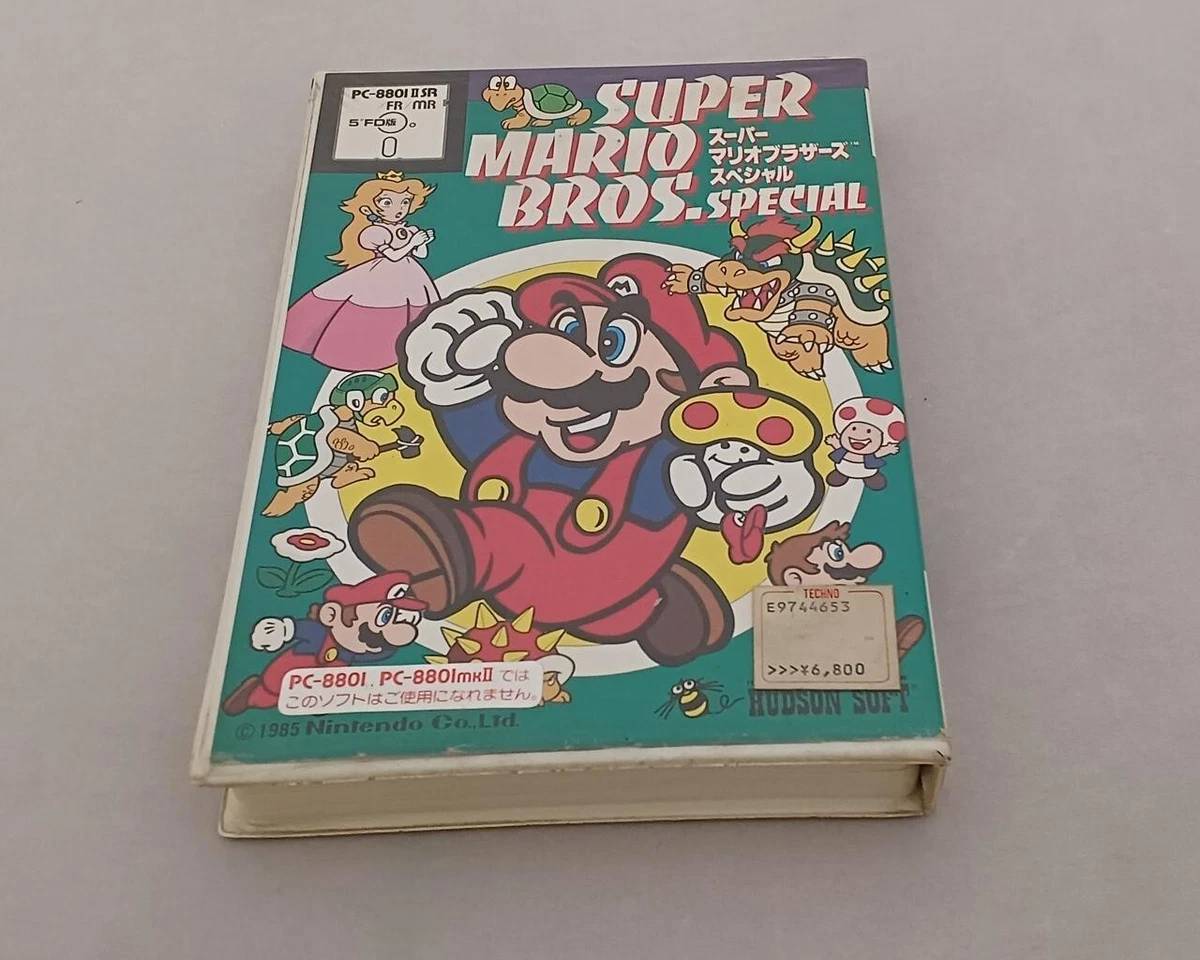 PC-8801ⅡSR
FR/MR
5"FD版
SUPER
MARIO
BROS.
SPECIAL
スーパー
マリオブラザーズ™
スペシャル
M
TECHNO
E9744653
>>>¥6,800
PC-8801, PC-8801mkⅡでは
このソフトはご使用になれません。
HUDSON SOFT
©1985 Nintendo Co.,Ltd.